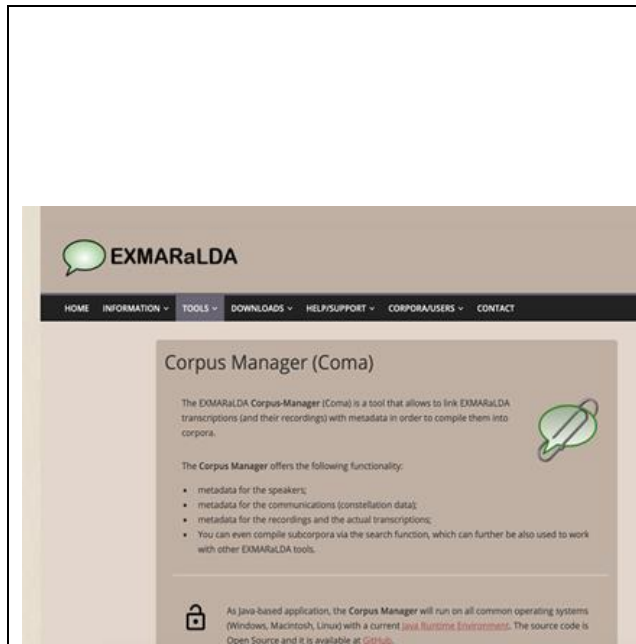 EXMARaLDA
HOME INFORMATION TOOLS DOWNLOADS HELP/SUPPORT CORPORA/USERS CONTACT
Corpus Manager (Coma)
The EXMARaLDA Corpus-Manager (Coma) is a tool that allows to link EXMARaLDA
transcriptions (and their recordings) with metadata in order to compile them into
corpora.
The Corpus Manager offers the following functionality:
• metadata for the speakers;
• metadata for the communications (constellation data);
• metadata for the recordings and the actual transcriptions;
• You can even compile subcorpora via the search function, which can further be also used to work
with other EXMARaLDA tools.
As Java-based application, the Corpus Manager will run on all common operating systems
(Windows, Macintosh, Linux) with a current Java Runtime Environment. The source code is
Open Source and it is available at GitHub.